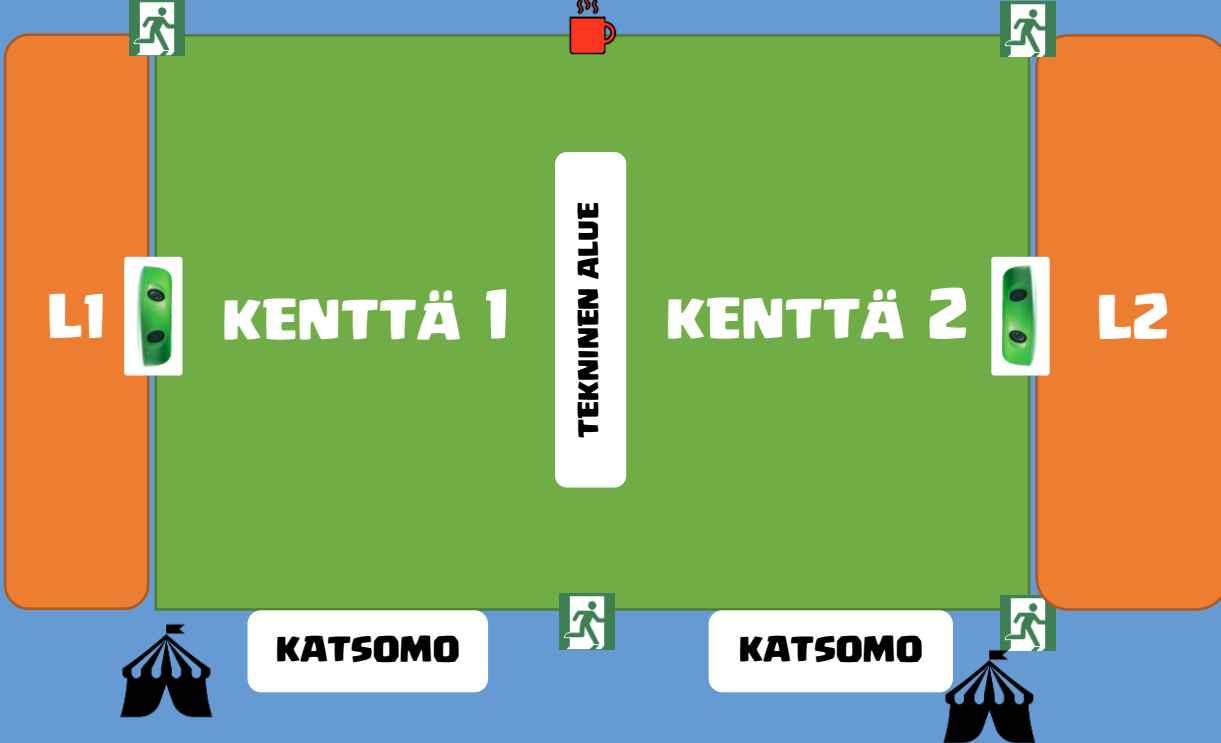 L1
KENTTÄ 1
TEKNINEN ALUE
KENTTÄ 2
L2
KATSOMO
KATSOMO